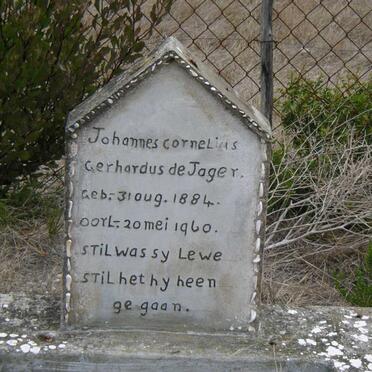 Johannes cornelius
Gerhardus de Jager.
Geb. 31 aug. 1884.
oorl. 20 mei 1960.
stil was sy lewe
stil het hy heen
ge gaan.